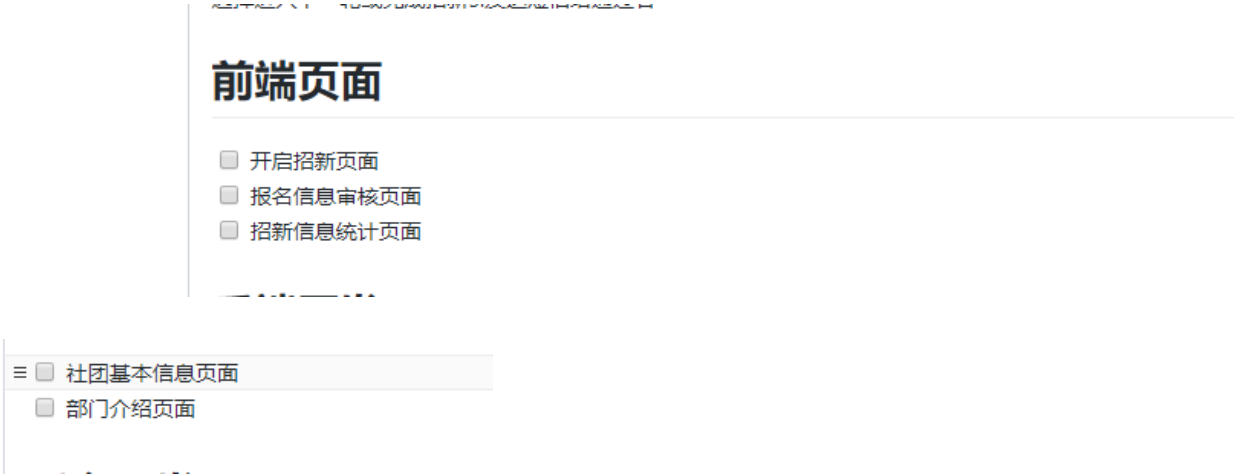 前端页面
开启招新页面
报名信息审核页面
招新信息统计页面
社团基本信息页面
部门介绍页面